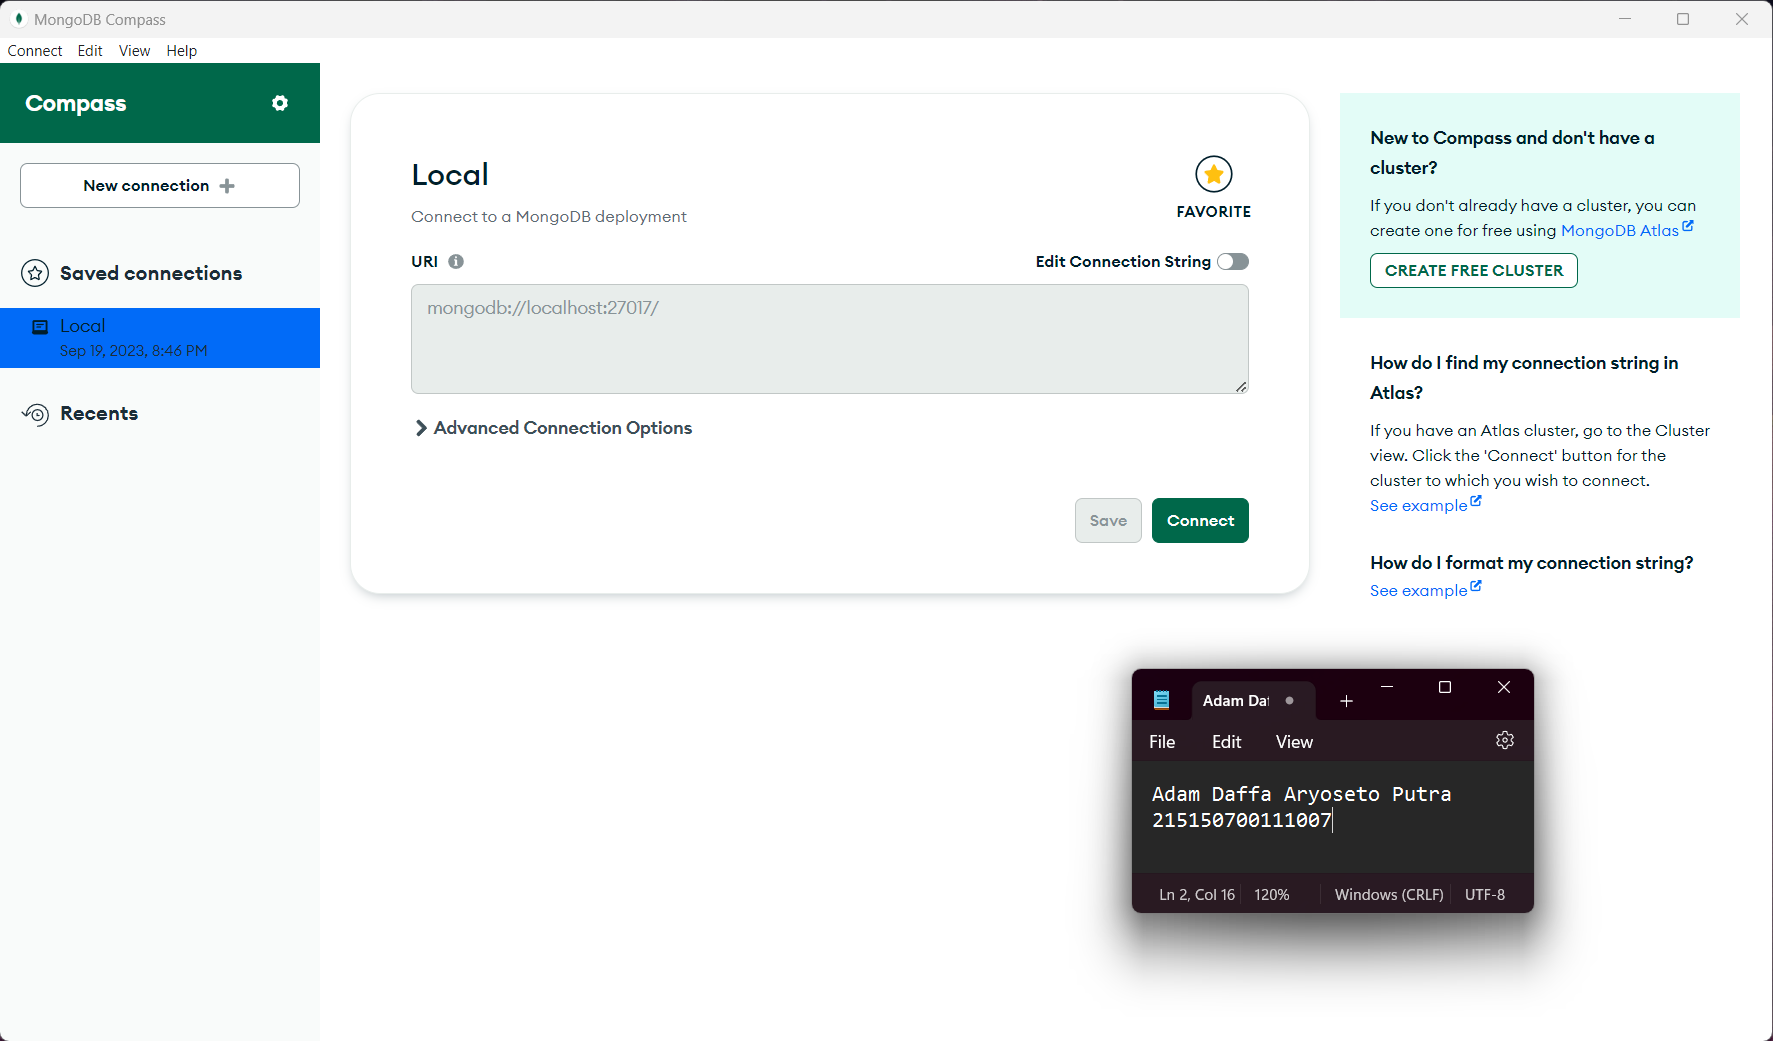 MongoDB Compass
Connect Edit View Help
Compass
New connection
Saved connections
Local
Sep 19, 2023, 8:46 PM
Recents
Local
Connect to a MongoDB deployment
FAVORITE
URI
Edit Connection String
mongodb://localhost:27017/
Advanced Connection Options
Save
Connect
New to Compass and don't have a
cluster?
If you don't already have a cluster, you can
create one for free using MongoDB Atlas
CREATE FREE CLUSTER
How do I find my connection string in
Atlas?
If you have an Atlas cluster, go to the Cluster
view. Click the 'Connect' button for the
cluster to which you wish to connect.
See example
How do I format my connection string?
See example
Adam Daf
File Edit View
Adam Daffa Aryoseto Putra
215150700111007
Ln 2, Col 16 120% Windows (CRLF) UTF-8